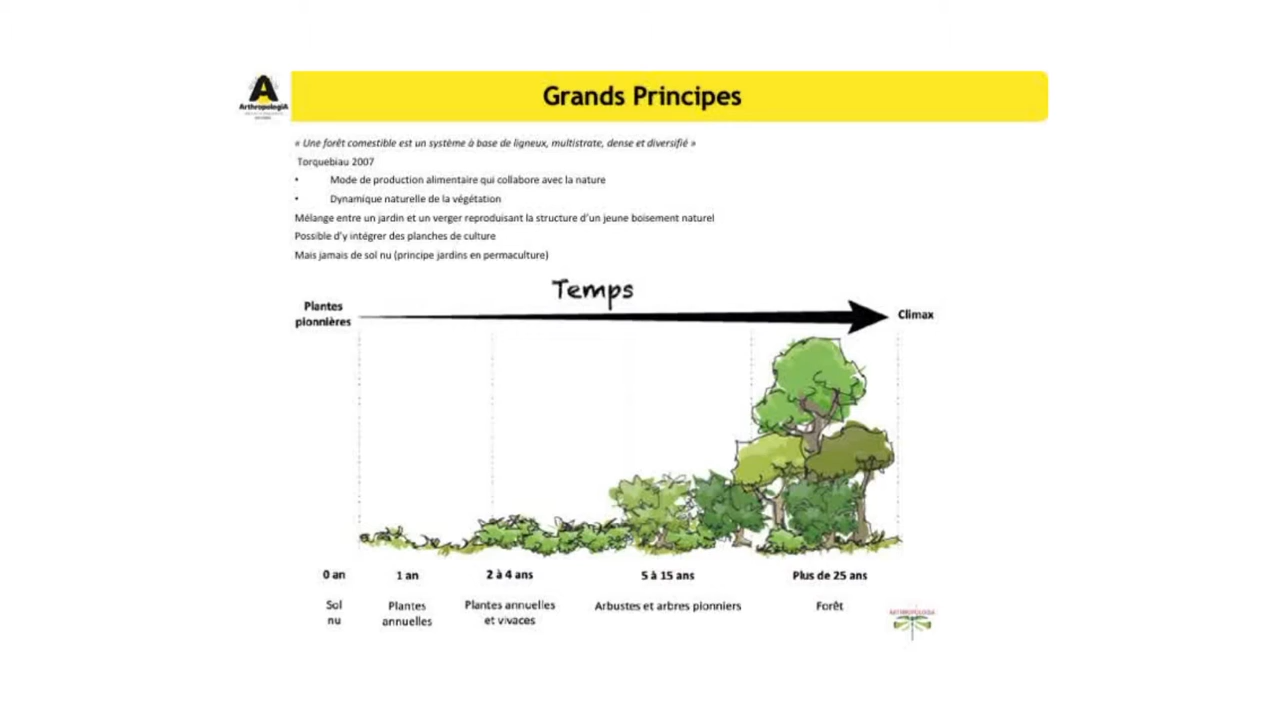 A
ArthropologiA
Grands Principes
« Une forêt comestible est un système à base de ligneux, multistrate, dense et diversifié »
Torquebiau 2007
• Mode de production alimentaire qui collabore avec la nature
• Dynamique naturelle de la végétation
Mélange entre un jardin et un verger reproduisant la structure d'un jeune boisement naturel
Possible d'y intégrer des planches de culture
Mais jamais de sol nu (principe jardins en permaculture)
Temps
Plantes
pionnières
Climax
0 an 1 an 2 à 4 ans 5 à 15 ans Plus de 25 ans
Sol Plantes Plantes annuelles Arbustes et arbres pionniers Forêt
nu annuelles et vivaces
ARTHROPOLOGIA